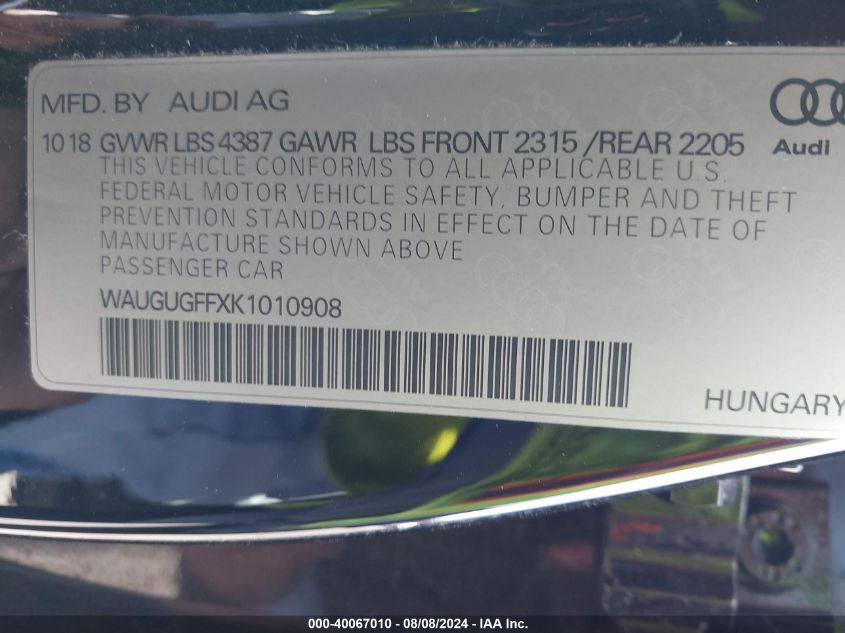 MFD. BY AUDI AG
10 18 GVWR LBS 4387 GAWR LBS FRONT 2315 /REAR 2205
Audi
THIS VEHICLE CONFORMS TO ALL APPLICABLE U.S.
FEDERAL MOTOR VEHICLE SAFETY, BUMPER AND THEFT
PREVENTION STANDARDS IN EFFECT ON THE DATE OF
MANUFACTURE SHOWN ABOVE
PASSENGER CAR
WAUGUGFFXK1010908
HUNGARY
000-40067010 - 08/08/2024 - IAA Inc.